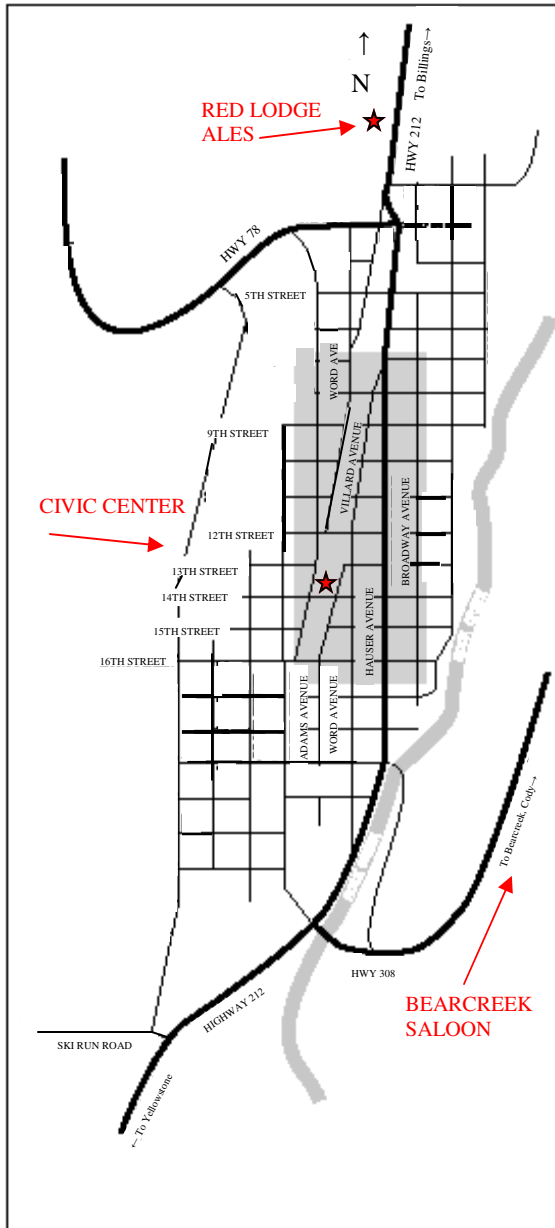 ↑
N
To Billings→
HWY 212
RED LODGE
ALES
HWY 78
5TH STREET
WORD AVE
9TH STREET
VILLARD AVENUE
BROADWAY AVENUE
CIVIC CENTER
12TH STREET
13TH STREET
14TH STREET
15TH STREET
HAUSER AVENUE
16TH STREET
ADAMS AVENUE
WORD AVENUE
To Bearcreek, Cody→
HWY 308
HIGHWAY 212
BEARCREEK
SALOON
SKI RUN ROAD
← To Yellowstone